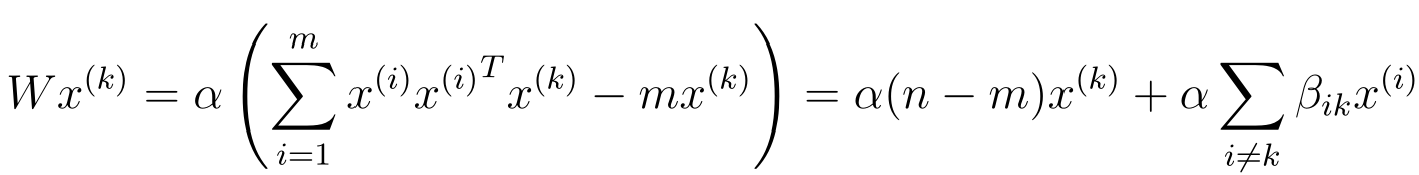 $Wx^{(k)} = \alpha \left( \sum_{i=1}^{m} x^{(i)} {x^{(i)}}^{T} x^{(k)} - m x^{(k)} \right) = \alpha (n - m) x^{(k)} + \alpha \sum_{i \neq k} \beta_{ik} x^{(i)}$